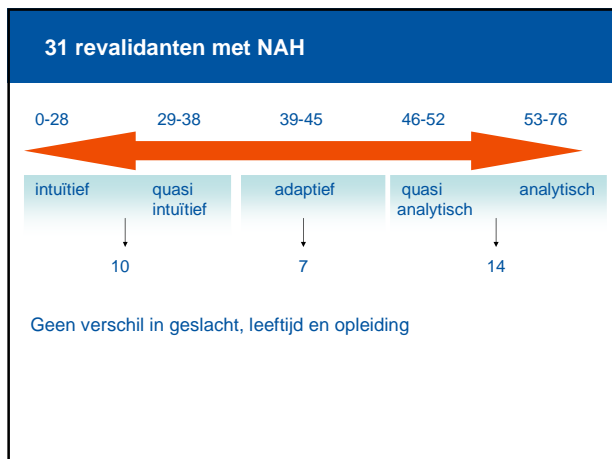 31 revalidanten met NAH
0-28 29-38 39-45 46-52 53-76
intuïtief quasi adaptief quasi analytisch
intuïtief analytisch
10 7 14
Geen verschil in geslacht, leeftijd en opleiding